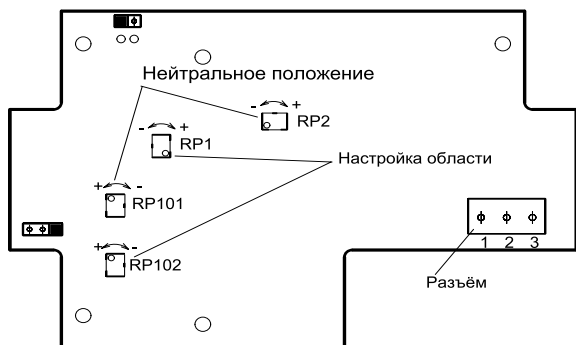 Нейтральное положение
- +
RP2
- +
RP1
Настройка области
+ -
RP101
+ -
RP102
1 2 3
Разъём